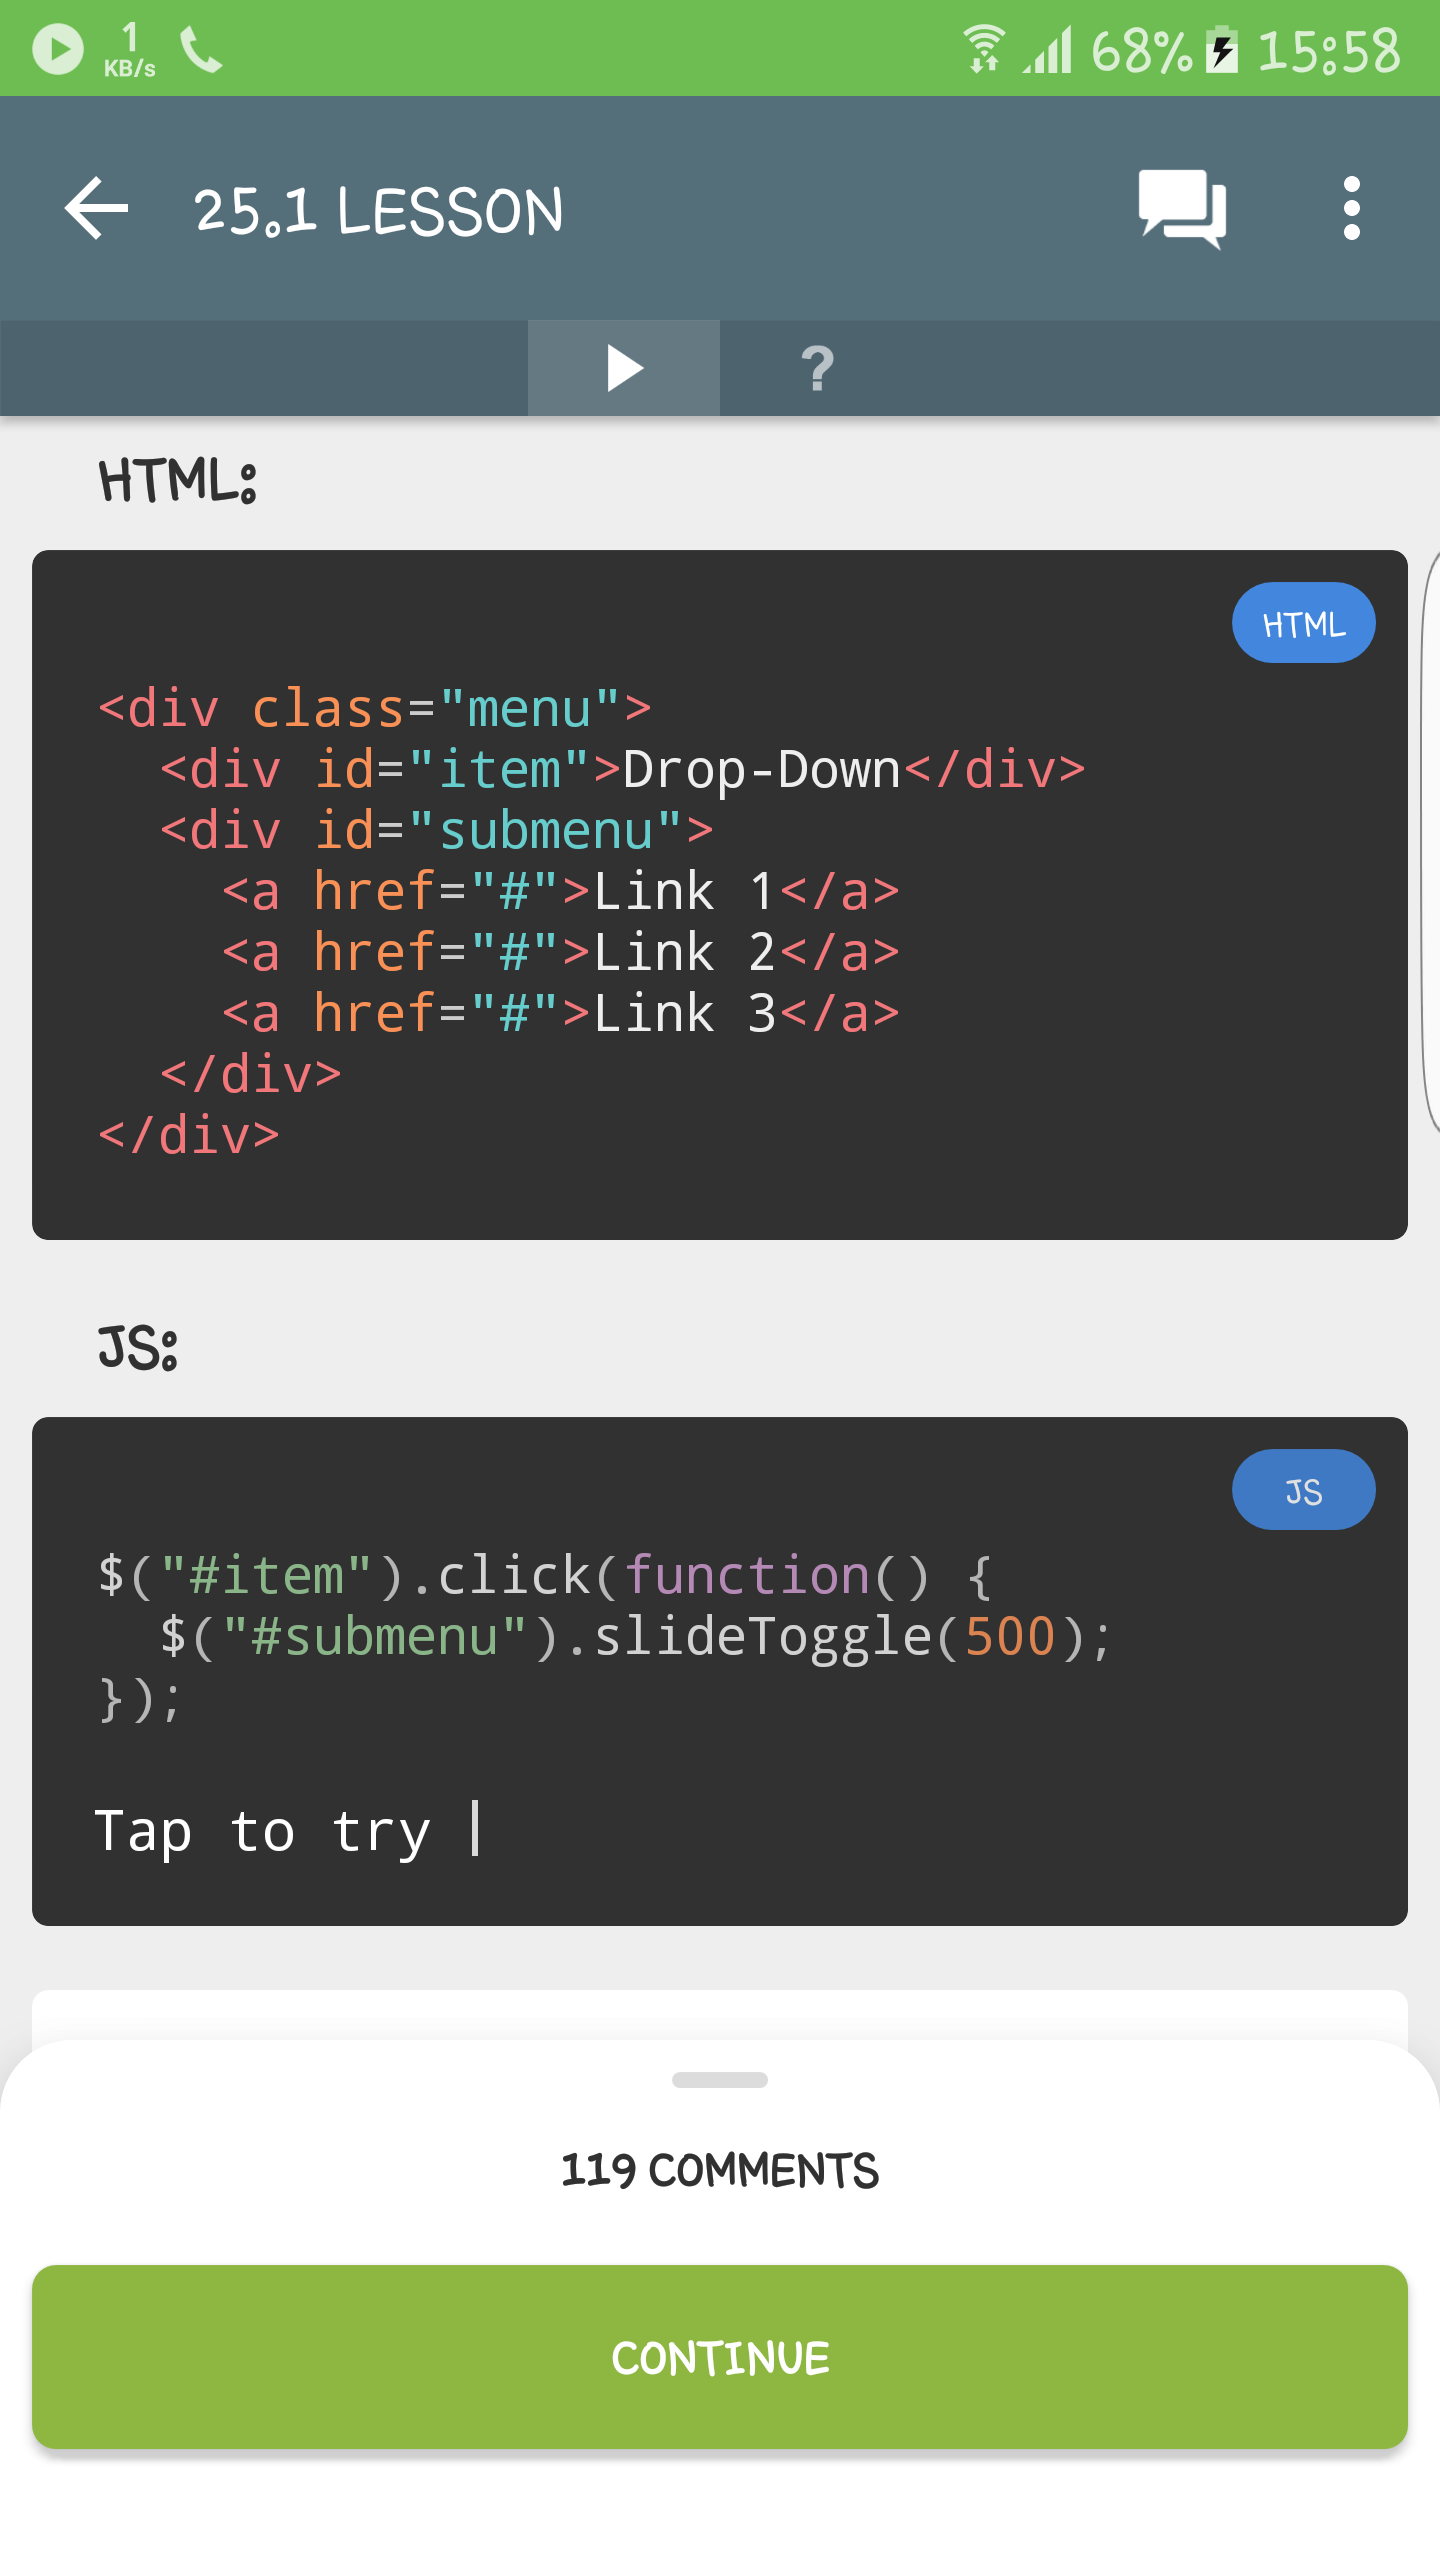 1
KB/s
68% 15:58
25.1 LESSON
?
HTML:
HTML
<div class="menu">
  <div id="item">Drop-Down</div>
  <div id="submenu">
    <a href="#">Link 1</a>
    <a href="#">Link 2</a>
    <a href="#">Link 3</a>
  </div>
</div>
JS:
JS
$("#item").click(function() {
  $("#submenu").slideToggle(500);
});
Tap to try
119 COMMENTS
CONTINUE